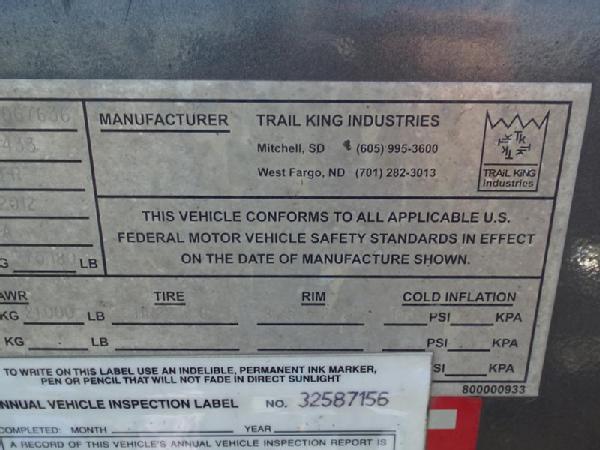 MANUFACTURER TRAIL KING INDUSTRIES
Mitchell, SD (605) 995-3600
West Fargo, ND (701) 282-3013
TK
TRAIL KING
Industries
2012
THIS VEHICLE CONFORMS TO ALL APPLICABLE U.S.
FEDERAL MOTOR VEHICLE SAFETY STANDARDS IN EFFECT
ON THE DATE OF MANUFACTURE SHOWN.
LB
AWR TIRE RIM COLD INFLATION
KG LB PSI KPA
KG LB PSI KPA
800000933
TO WRITE ON THIS LABEL USE AN INDELIBLE, PERMANENT INK MARKER,
PEN OR PENCIL THAT WILL NOT FADE IN DIRECT SUNLIGHT
ANNUAL VEHICLE INSPECTION LABEL NO. 32587156
COMPLETED: MONTH YEAR
A RECORD OF THIS VEHICLE'S ANNUAL VEHICLE INSPECTION REPORT IS